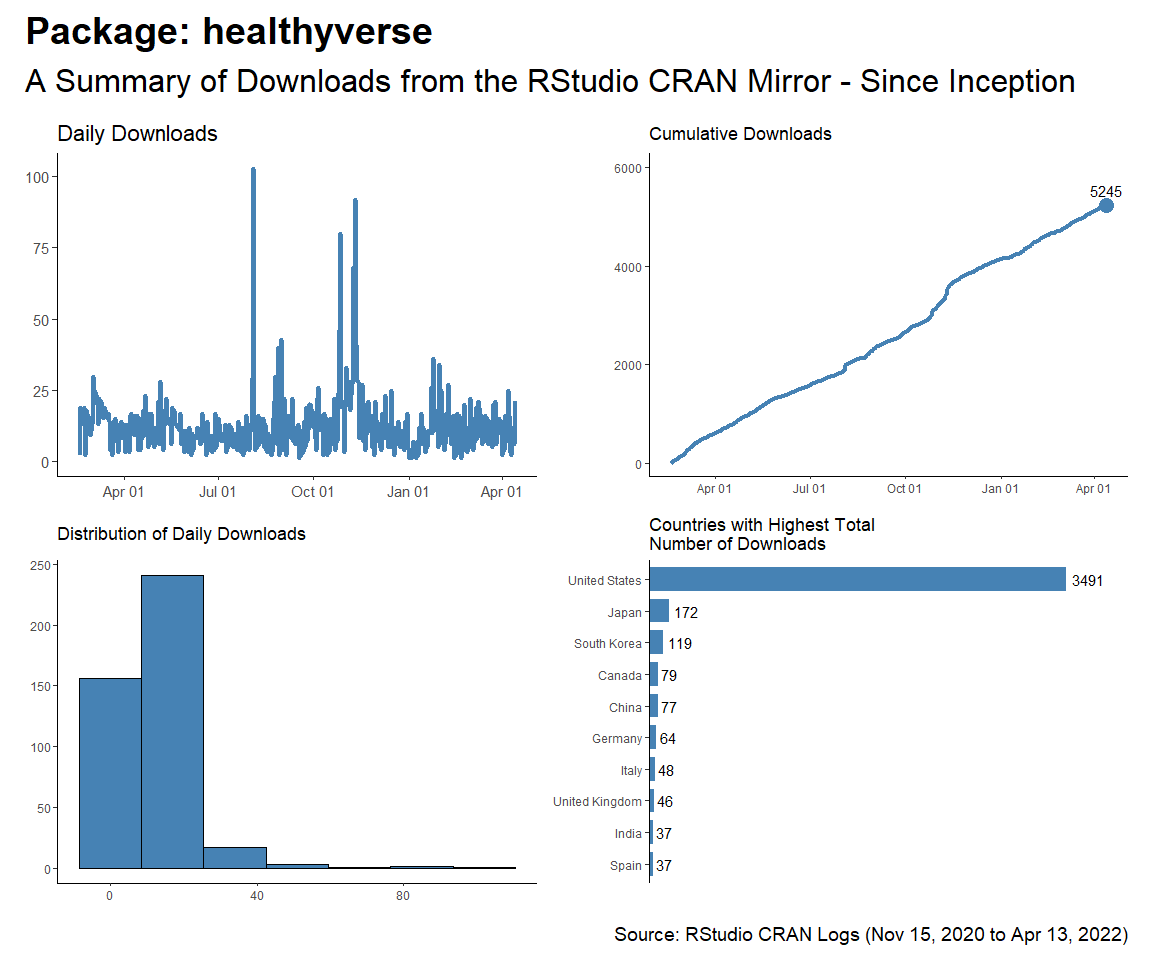 Package: healthyverse
A Summary of Downloads from the RStudio CRAN Mirror - Since Inception
Daily Downloads
100
75
50
25
0
Apr 01 Jul 01 Oct 01 Jan 01 Apr 01
Cumulative Downloads
6000
4000
2000
0
5245
Apr 01 Jul 01 Oct 01 Jan 01 Apr 01
Distribution of Daily Downloads
250
200
150
100
50
0
0 40 80
Countries with Highest Total
Number of Downloads
United States 3491
Japan 172
South Korea 119
Canada 79
China 77
Germany 64
Italy 48
United Kingdom 46
India 37
Spain 37
Source: RStudio CRAN Logs (Nov 15, 2020 to Apr 13, 2022)